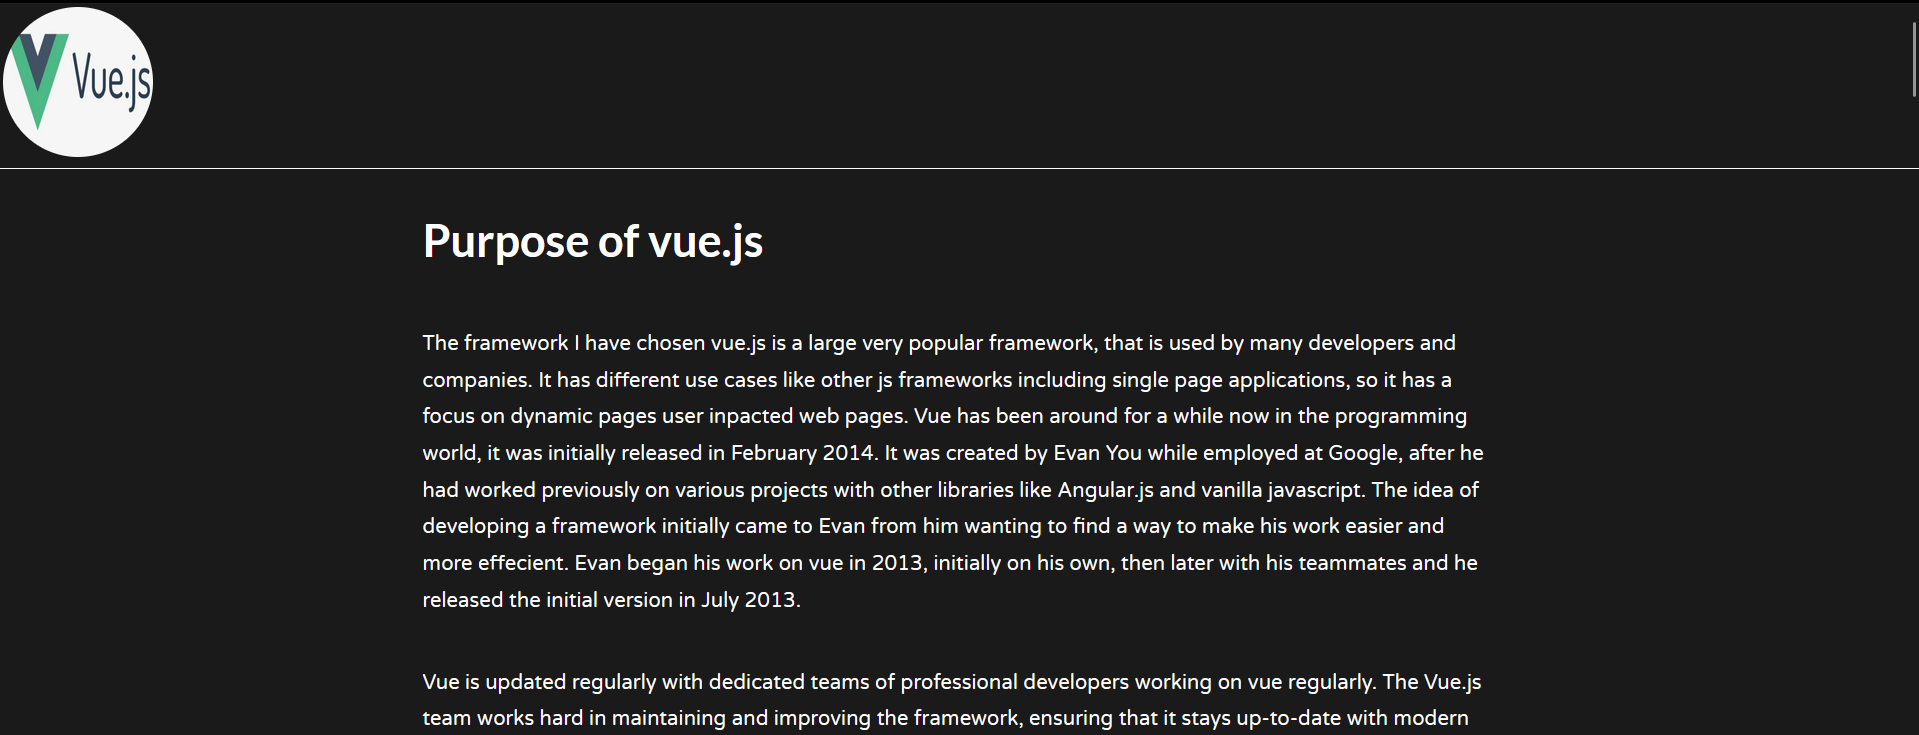 Vue.js
Purpose of vue.js
The framework I have chosen vue.js is a large very popular framework, that is used by many developers and
companies. It has different use cases like other js frameworks including single page applications, so it has a
focus on dynamic pages user inpacted web pages. Vue has been around for a while now in the programming
world, it was initially released in February 2014. It was created by Evan You while employed at Google, after he
had worked previously on various projects with other libraries like Angular.js and vanilla javascript. The idea of
developing a framework initially came to Evan from him wanting to find a way to make his work easier and
more effecient. Evan began his work on vue in 2013, initially on his own, then later with his teammates and he
released the initial version in July 2013.
Vue is updated regularly with dedicated teams of professional developers working on vue regularly. The Vue.js
team works hard in maintaining and improving the framework, ensuring that it stays up-to-date with modern